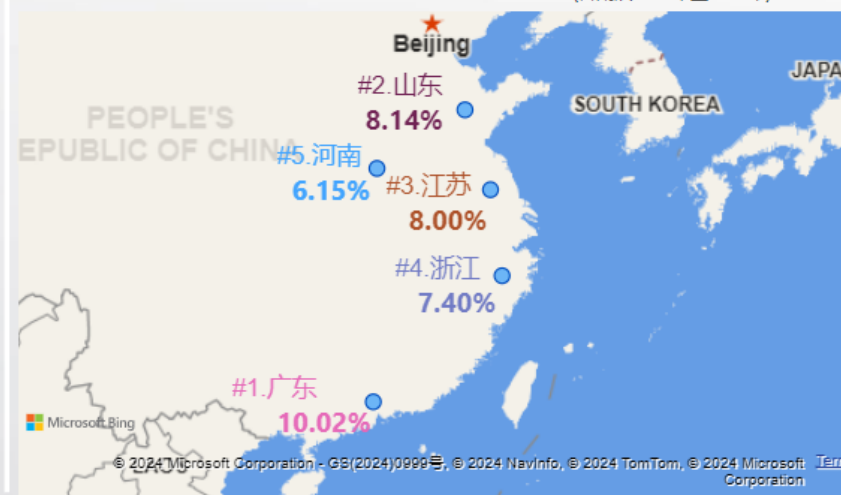 Beijing
#2.山东
8.14%
JAPA
SOUTH KOREA
PEOPLE'S
EPUBLIC OF CHINA
#5.河南
6.15%
#3.江苏
8.00%
#4.浙江
7.40%
#1.广东
10.02%
Microsoft Bing
LAOS
© 2024 Microsoft Corporation - GS(2024)0999号, © 2024 NavInfo, © 2024 TomTom, © 2024 Microsoft
Corporation
Terr